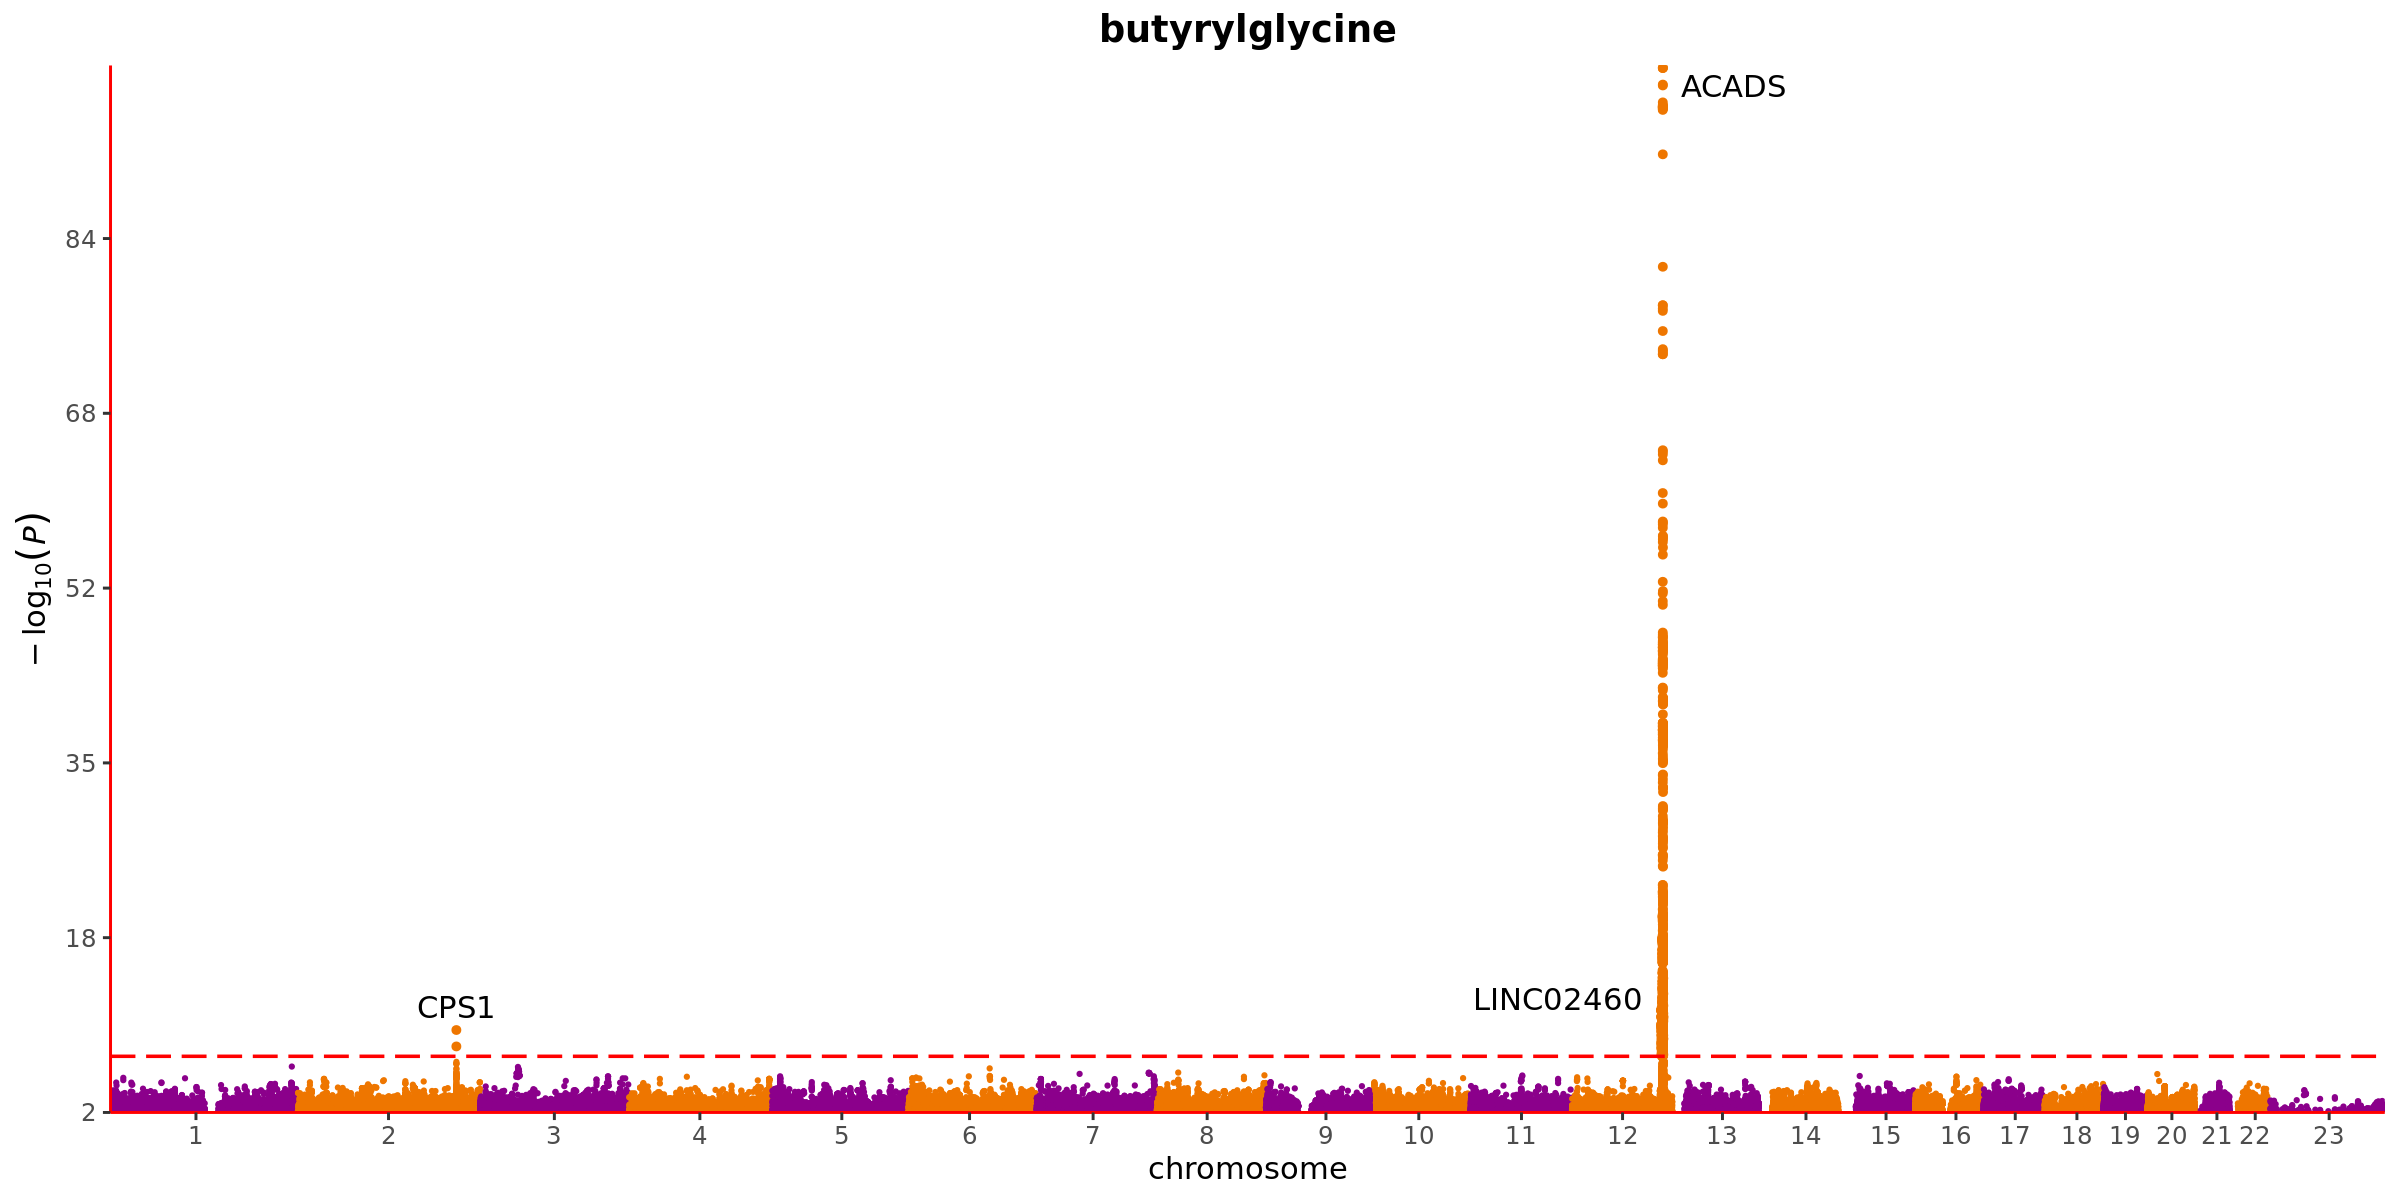 butyrylglycine
ACADS
84
68
52
35
18
2
− log10(P)
CPS1
LINC02460
1 2 3 4 5 6 7 8 9 10 11 12 13 14 15 16 17 18 19 20 21 22 23
chromosome